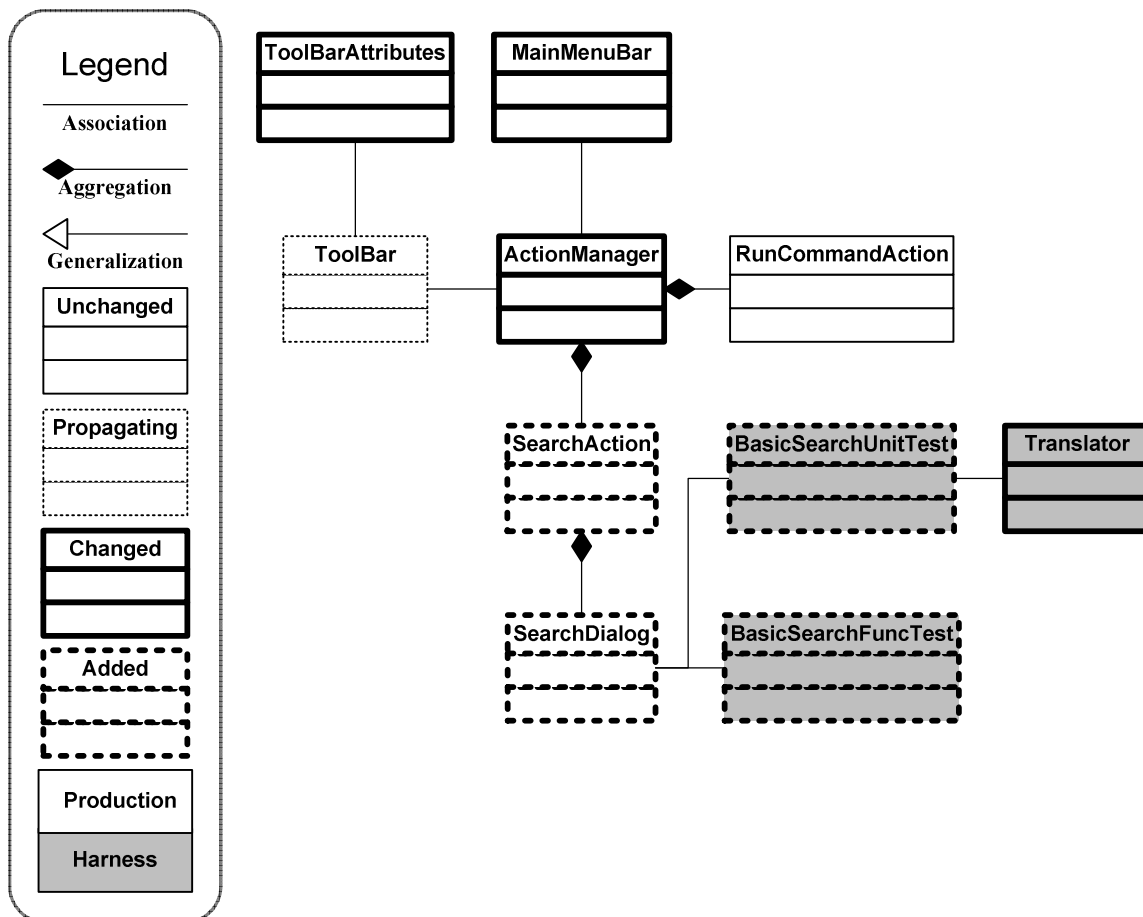 Legend
Association
Aggregation
Generalization
Unchanged
Propagating
Changed
Added
Production
Harness
ToolBarAttributes
MainMenuBar
ToolBar
ActionManager
RunCommandAction
SearchAction
BasicSearchUnitTest
Translator
SearchDialog
BasicSearchFuncTest